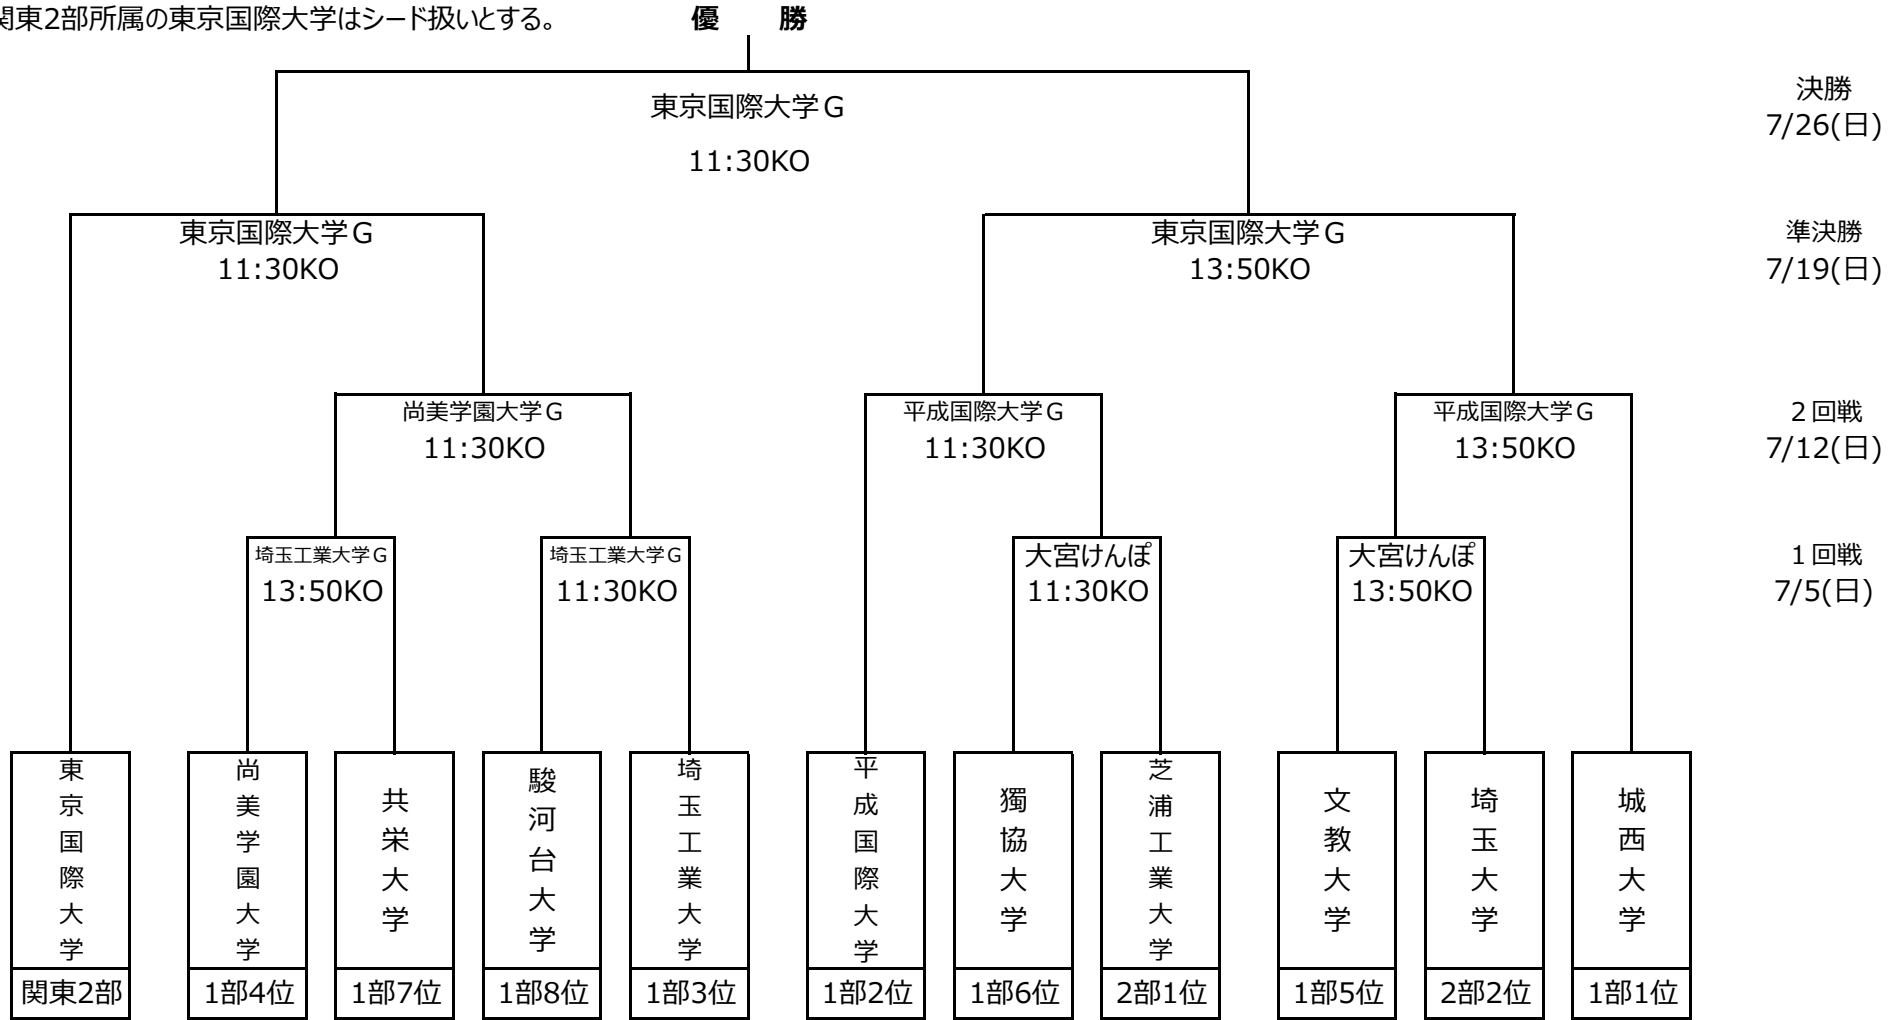 関東2部所属の東京国際大学はシード扱いとする。
優 勝
東京国際大学G
11:30KO
決勝
7/26(日)
東京国際大学G
11:30KO
東京国際大学G
13:50KO
準決勝
7/19(日)
尚美学園大学G
11:30KO
平成国際大学G
11:30KO
平成国際大学G
13:50KO
２回戦
7/12(日)
埼玉工業大学G
13:50KO
埼玉工業大学G
11:30KO
大宮けんぽ
11:30KO
大宮けんぽ
13:50KO
１回戦
7/5(日)
東京国際大学
関東2部
尚美学園大学
1部4位
共栄大学
1部7位
駿河台大学
1部8位
埼玉工業大学
1部3位
平成国際大学
1部2位
獨協大学
1部6位
芝浦工業大学
2部1位
文教大学
1部5位
埼玉大学
2部2位
城西大学
1部1位